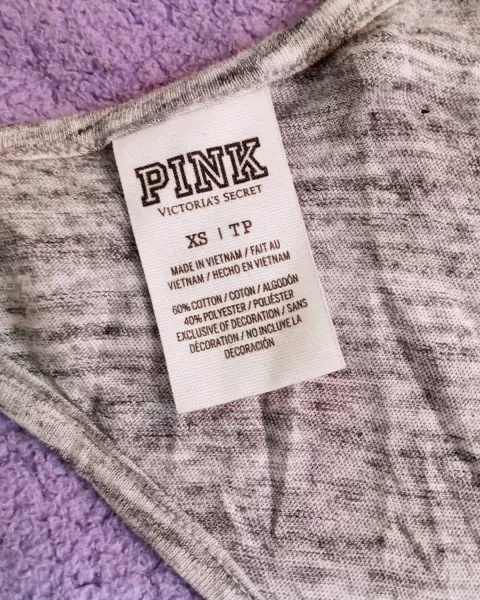 PINK
VICTORIA'S SECRET
XS | TP
MADE IN VIETNAM / FAIT AU
VIETNAM / HECHO EN VIETNAM
60% COTTON / COTON / ALGODÓN
40% POLYESTER / POLIÉSTER
EXCLUSIVE OF DECORATION / SANS
DÉCORATION / NO INCLUYE LA
DECORACIÓN